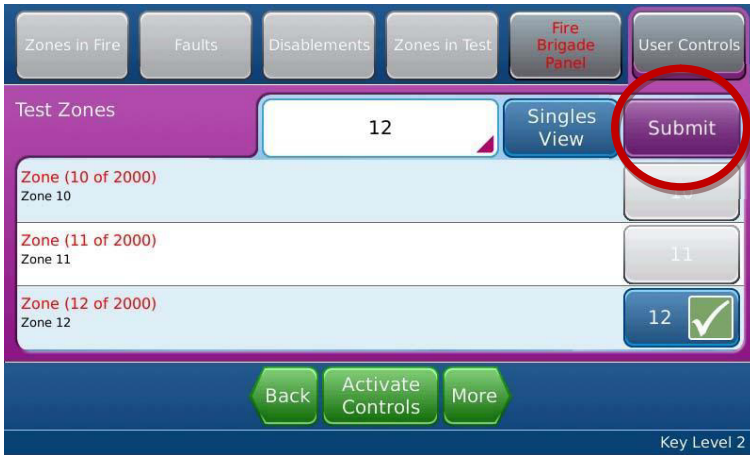 Zones in Fire
Faults
Disablements
Zones in Test
Fire
Brigade
Panel
User Controls
Test Zones
12
Singles
View
Submit
Zone (10 of 2000)
Zone 10
10
Zone (11 of 2000)
Zone 11
11
Zone (12 of 2000)
Zone 12
12
Back
Activate
Controls
More
Key Level 2